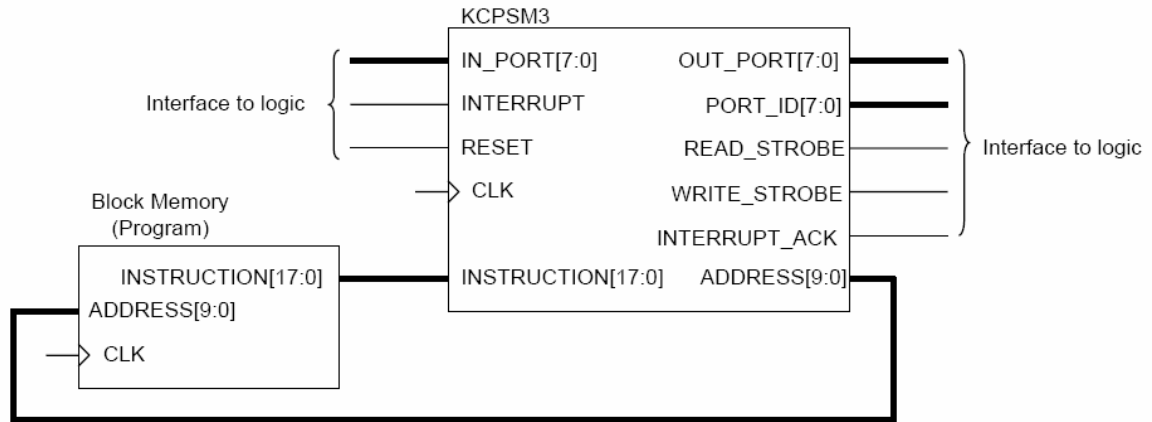 KCPSM3
IN_PORT[7:0]
OUT_PORT[7:0]
Interface to logic
INTERRUPT
PORT_ID[7:0]
RESET
READ_STROBE
Interface to logic
CLK
WRITE_STROBE
INTERRUPT_ACK
INSTRUCTION[17:0]
ADDRESS[9:0]
Block Memory
(Program)
INSTRUCTION[17:0]
ADDRESS[9:0]
CLK